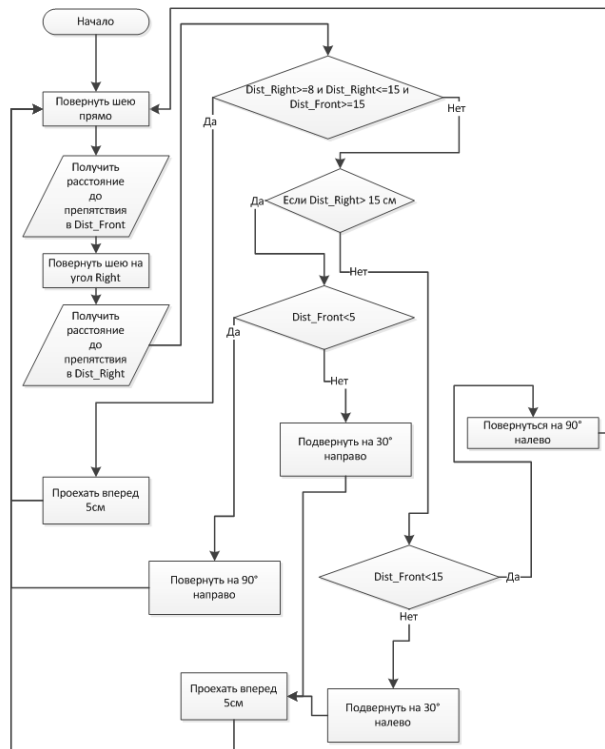 Начало
Повернуть шею
прямо
Получить
расстояние
до
препятствия
в Dist_Front
Повернуть шею на
угол Right
Получить
расстояние
до
препятствия
в Dist_Right
Dist_Right>=8 и Dist_Right<=15 и
Dist_Front>=15
Да
Нет
Если Dist_Right> 15 см
Да
Нет
Dist_Front<5
Да
Нет
Подвернуть на 30°
направо
Повернуться на 90°
налево
Проехать вперед
5см
Повернуть на 90°
направо
Dist_Front<15
Да
Нет
Проехать вперед
5см
Подвернуть на 30°
налево